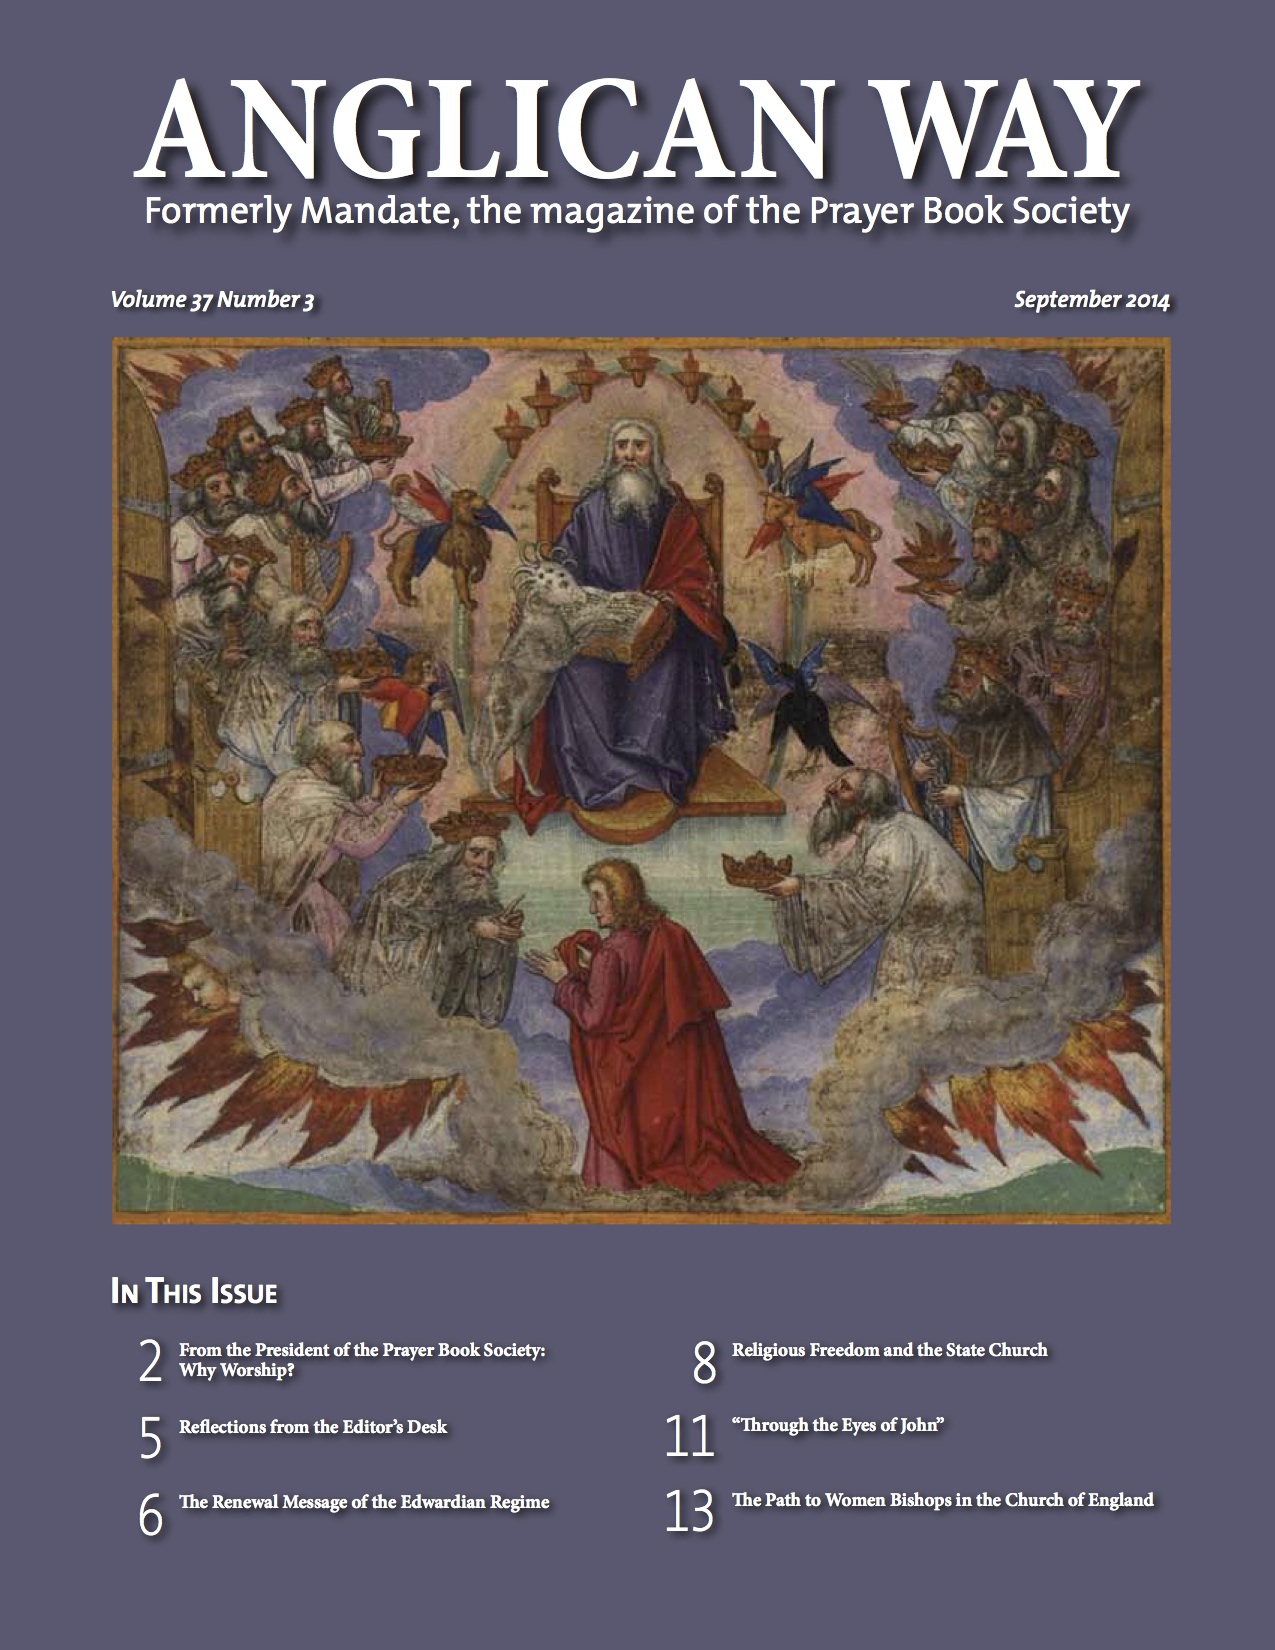 ANGLICAN WAY
Formerly Mandate, the magazine of the Prayer Book Society
Volume 37 Number 3
September 2014
In This Issue
2 From the President of the Prayer Book Society:
Why Worship?
5 Reflections from the Editor’s Desk
6 The Renewal Message of the Edwardian Regime
8 Religious Freedom and the State Church
11 “Through the Eyes of John”
13 The Path to Women Bishops in the Church of England